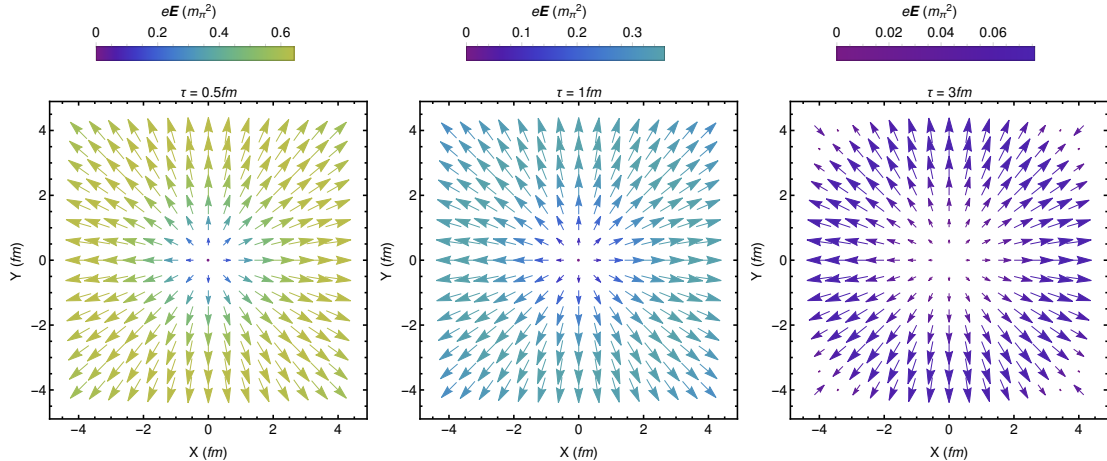 eE (mπ²) eE (mπ²) eE (mπ²)
0 0.2 0.4 0.6 0 0.1 0.2 0.3 0 0.02 0.04 0.06
τ = 0.5fm τ = 1fm τ = 3fm
4 4 4
2 2 2
0 0 0
−2 −2 −2
−4 −4 −4
Y (fm) Y (fm) Y (fm)
−4 −2 0 2 4 −4 −2 0 2 4 −4 −2 0 2 4
X (fm) X (fm) X (fm)